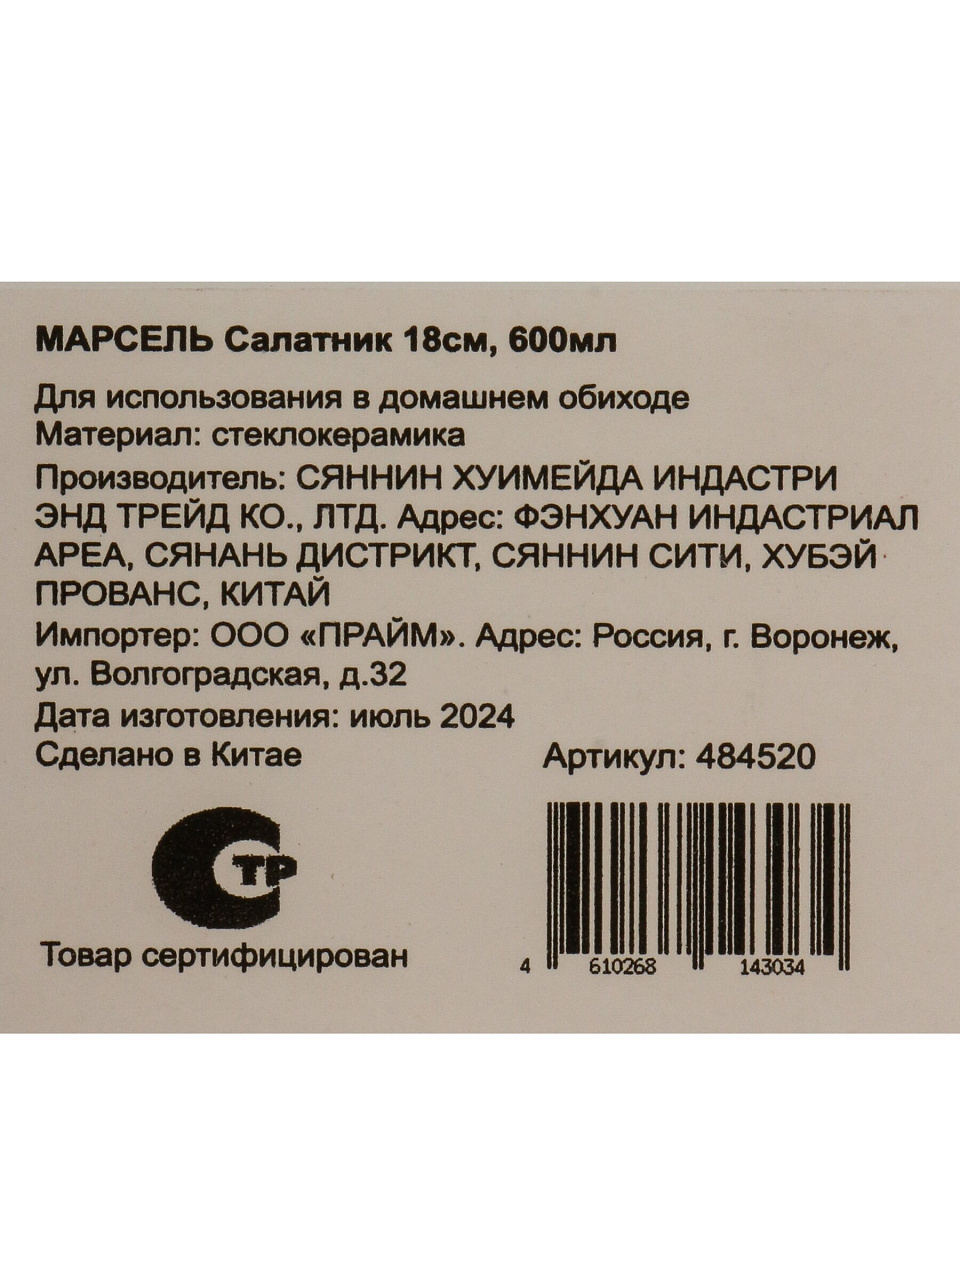 МАРСЕЛЬ Салатник 18см, 600мл
Для использования в домашнем обиходе
Материал: стеклокерамика
Производитель: СЯННИН ХУИМЕЙДА ИНДАСТРИ
ЭНД ТРЕЙД КО., ЛТД. Адрес: ФЭНХУАН ИНДАСТРИАЛ
АРЕА, СЯНАНЬ ДИСТРИКТ, СЯННИН СИТИ, ХУБЭЙ
ПРОВАНС, КИТАЙ
Импортер: ООО «ПРАЙМ». Адрес: Россия, г. Воронеж,
ул. Волгоградская, д.32
Дата изготовления: июль 2024
Сделано в Китае
Артикул: 484520
СТР
Товар сертифицирован
4 610268 143034